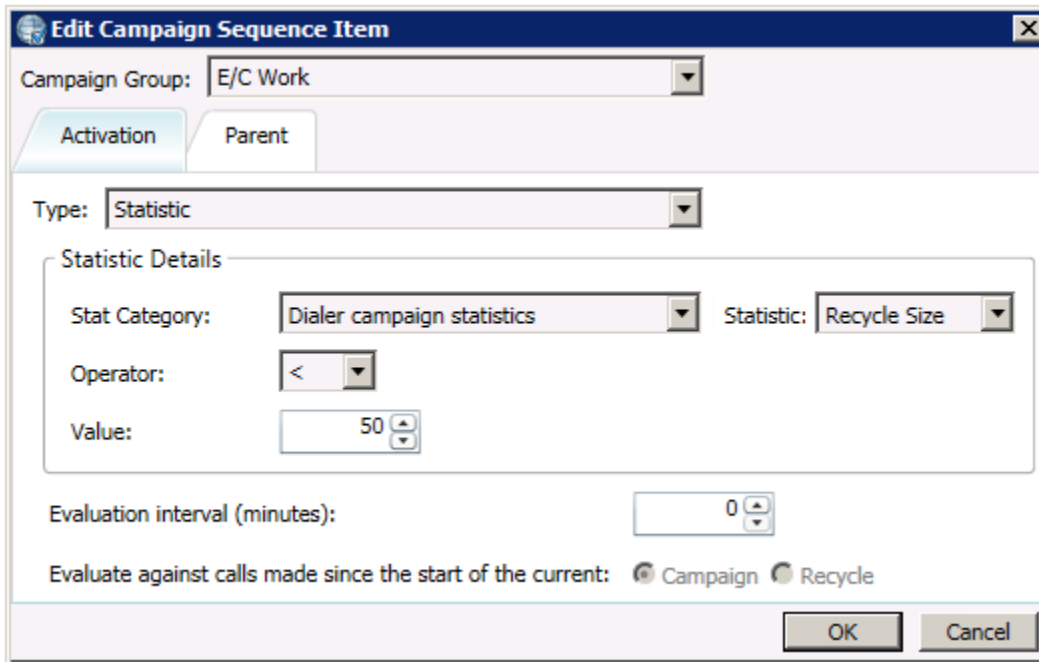 Edit Campaign Sequence Item
Campaign Group: E/C Work
Activation Parent
Type: Statistic
Statistic Details
Stat Category: Dialer campaign statistics Statistic: Recycle Size
Operator: <
Value: 50
Evaluation interval (minutes): 0
Evaluate against calls made since the start of the current: Campaign Recycle
OK Cancel